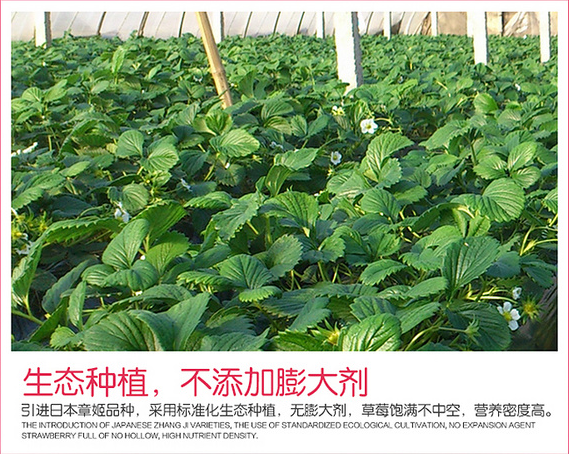 生态种植，不添加膨大剂
引进日本章姬品种，采用标准化生态种植，无膨大剂，草莓饱满不中空，营养密度高。
THE INTRODUCTION OF JAPANESE ZHANG JI VARIETIES, THE USE OF STANDARDIZED ECOLOGICAL CULTIVATION, NO EXPANSION AGENT
STRAWBERRY FULL OF NO HOLLOW, HIGH NUTRIENT DENSITY.